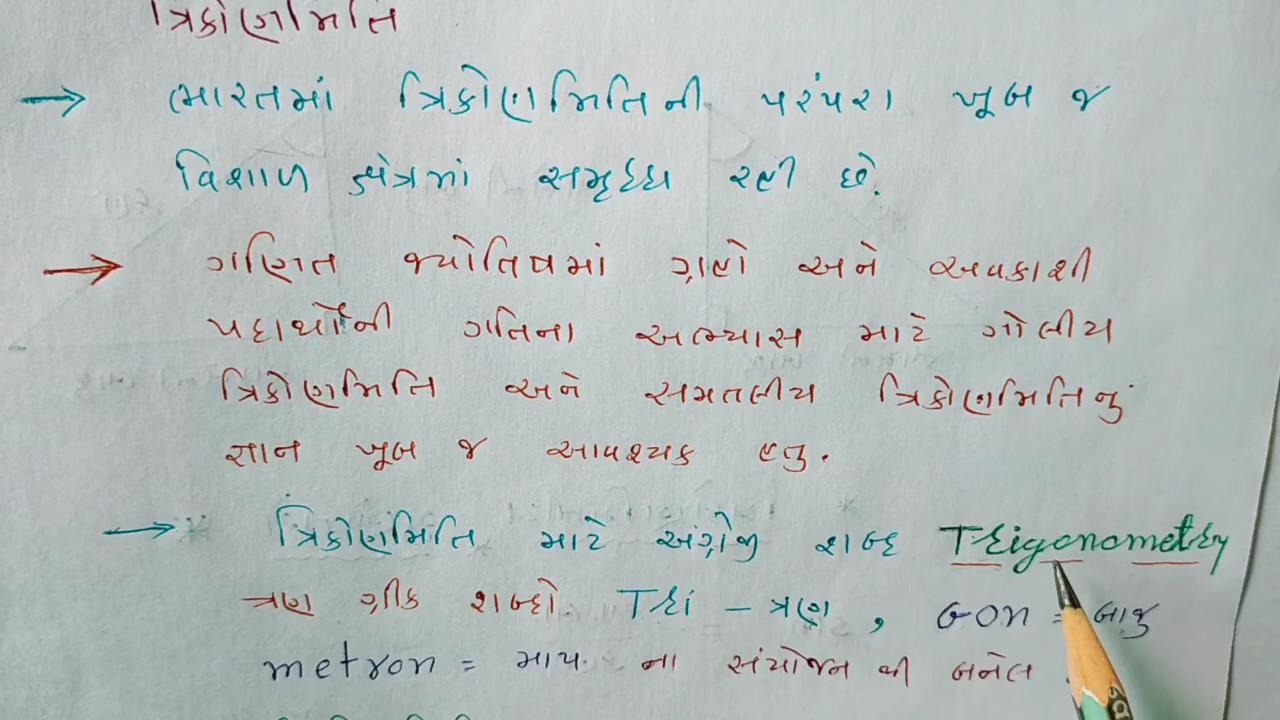 ત્રિકોણમિતિ
→ ભારતમાં ત્રિકોણમિતિની પરંપરા ખૂબ જ
વિશાળ ક્ષેત્રમાં સમૃધ્ધ રહી છે.
→ ગણિત જ્યોતિષમાં ગ્રહો અને અવકાશી
પદાર્થોની ગતિના અભ્યાસ માટે ગોલીય
ત્રિકોણમિતિ અને સમતલીય ત્રિકોણમિતિનું
જ્ઞાન ખૂબ જ આવશ્યક હતુ.
→ ત્રિકોણમિતિ માટે અંગ્રેજી શબ્દ Trigonometry
ત્રણ ગ્રીક શબ્દો Tri - ત્રણ, Gon = બાજુ
metron = માપ ના સંયોજન થી બનેલ